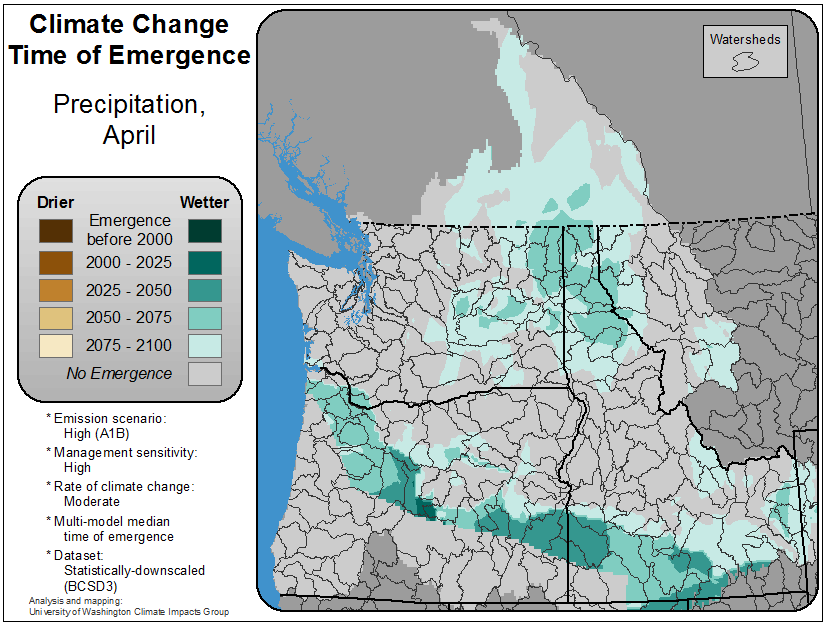 Climate Change
Time of Emergence
Precipitation,
April
Drier
Wetter
Emergence
before 2000
2000 - 2025
2025 - 2050
2050 - 2075
2075 - 2100
No Emergence
* Emission scenario:
High (A1B)
* Management sensitivity:
High
* Rate of climate change:
Moderate
* Multi-model median
time of emergence
* Dataset:
Statistically-downscaled
(BCSD3)
Analysis and mapping:
University of Washington Climate Impacts Group
Watersheds